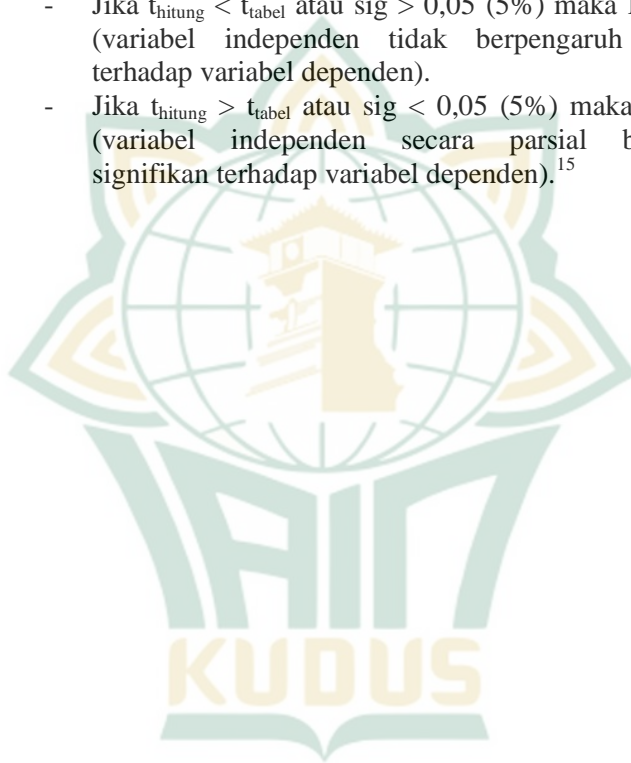 - Jika t_hitung < t_tabel atau sig > 0,05 (5%) maka
(variabel independen tidak berpengaruh
terhadap variabel dependen).
- Jika t_hitung > t_tabel atau sig < 0,05 (5%) maka
(variabel independen secara parsial b
signifikan terhadap variabel dependen).15
IAIN
KUDUS